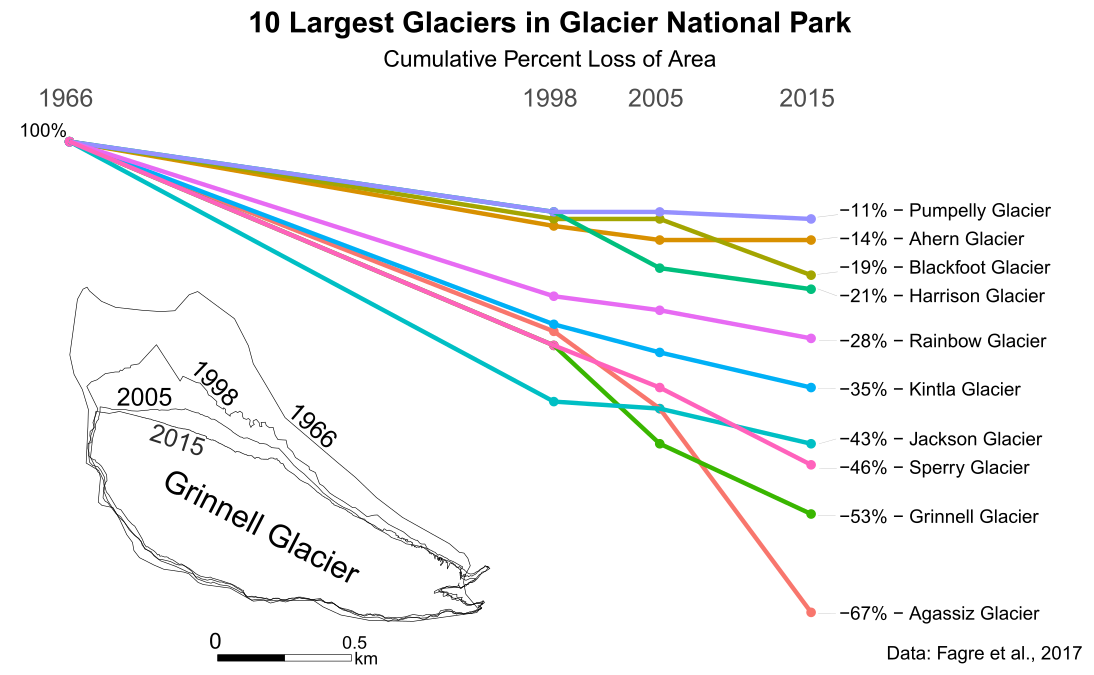 10 Largest Glaciers in Glacier National Park
Cumulative Percent Loss of Area
1966 1998 2005 2015
100%
−11% − Pumpelly Glacier
−14% − Ahern Glacier
−19% − Blackfoot Glacier
−21% − Harrison Glacier
−28% − Rainbow Glacier
−35% − Kintla Glacier
−43% − Jackson Glacier
−46% − Sperry Glacier
−53% − Grinnell Glacier
−67% − Agassiz Glacier
1998
2005
1966
2015
Grinnell Glacier
0 0.5
km
Data: Fagre et al., 2017